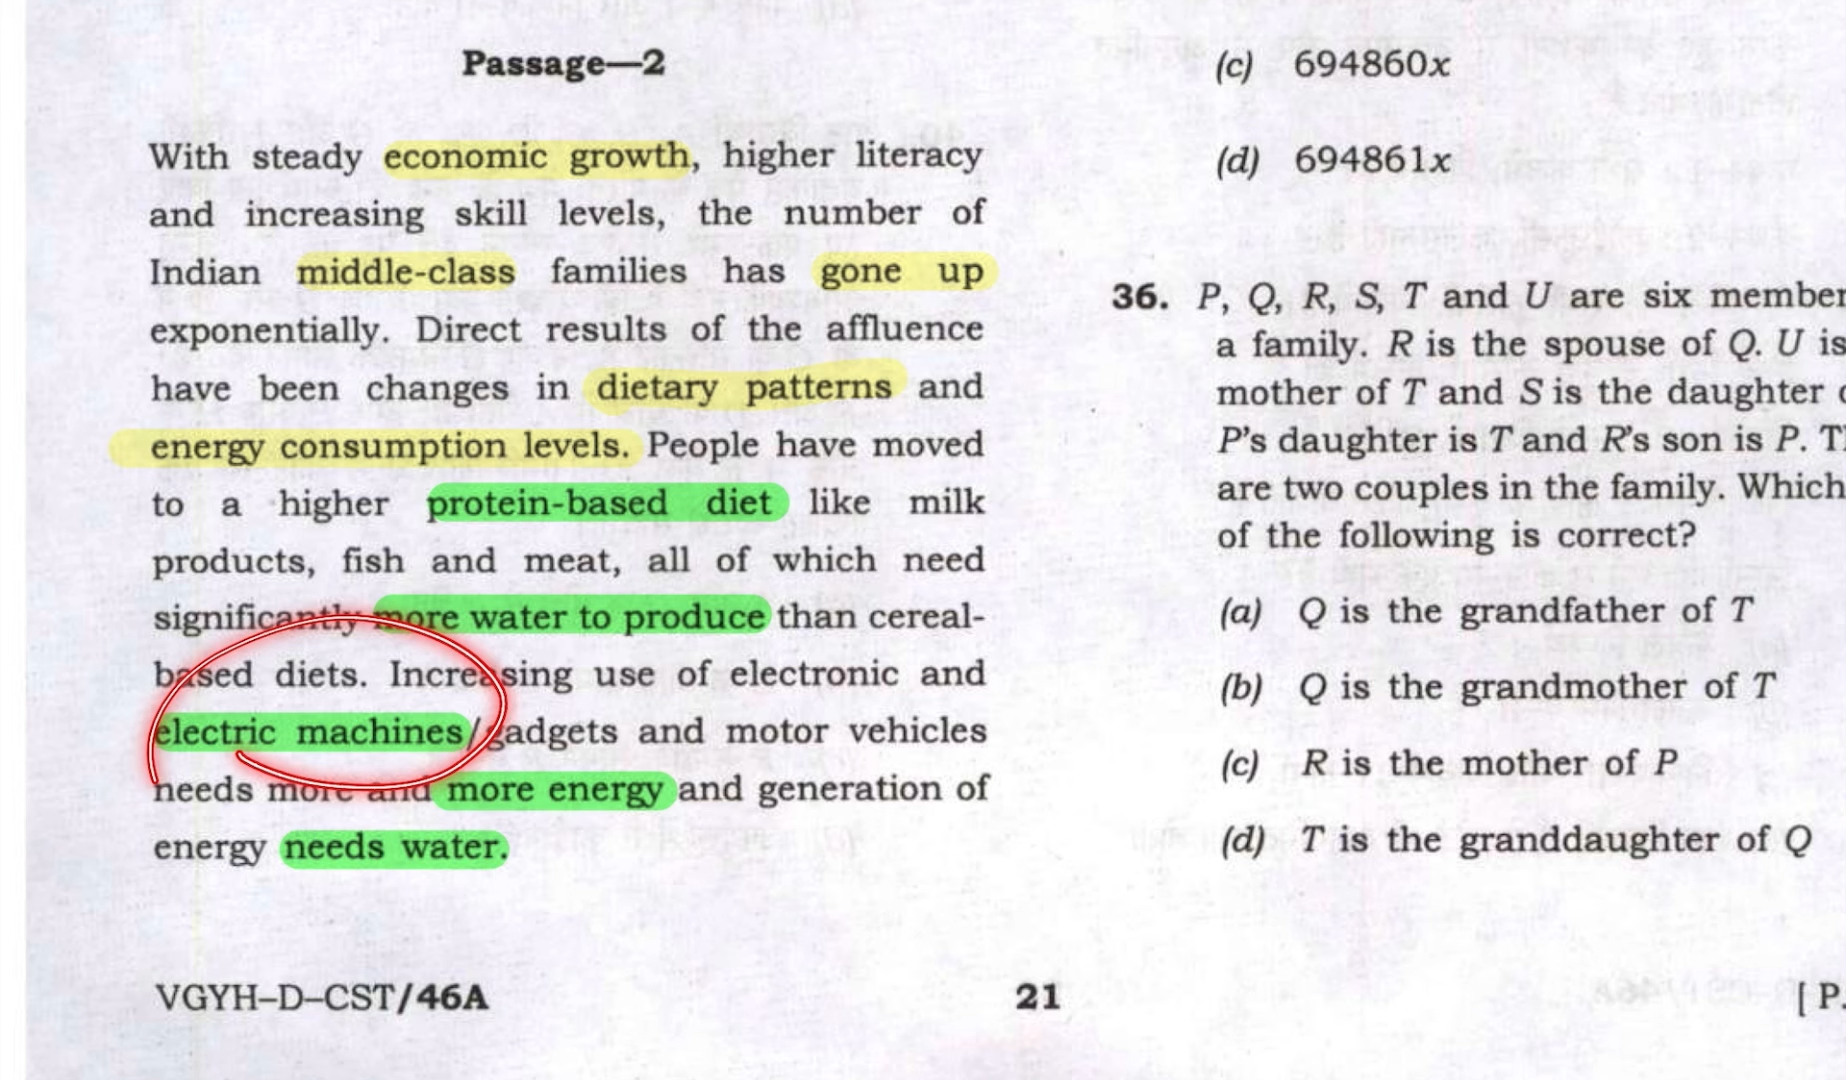 Passage—2
With steady economic growth, higher literacy
and increasing skill levels, the number of
Indian middle-class families has gone up
exponentially. Direct results of the affluence
have been changes in dietary patterns and
energy consumption levels. People have moved
to a higher protein-based diet like milk
products, fish and meat, all of which need
significantly more water to produce than cereal-
based diets. Increasing use of electronic and
electric machines/gadgets and motor vehicles
needs more and more energy and generation of
energy needs water.
VGYH-D-CST/46A
21
(c) 694860x
(d) 694861x
36. P, Q, R, S, T and U are six member
a family. R is the spouse of Q. U is
mother of T and S is the daughter
P's daughter is T and R's son is P.
are two couples in the family. Which
of the following is correct?
(a) Q is the grandfather of T
(b) Q is the grandmother of T
(c) R is the mother of P
(d) T is the granddaughter of Q
[ P.